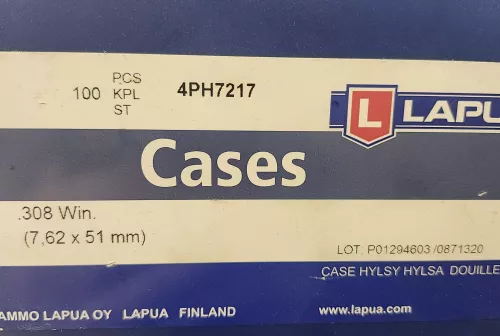 PCS
100 KPL 4PH7217
ST
L LAPU
Cases
.308 Win.
(7,62 x 51 mm)
LOT. P01294603 /0871320
CASE HYLSY HYLSA DOUILLE
AMMO LAPUA OY LAPUA FINLAND
www.lapua.com